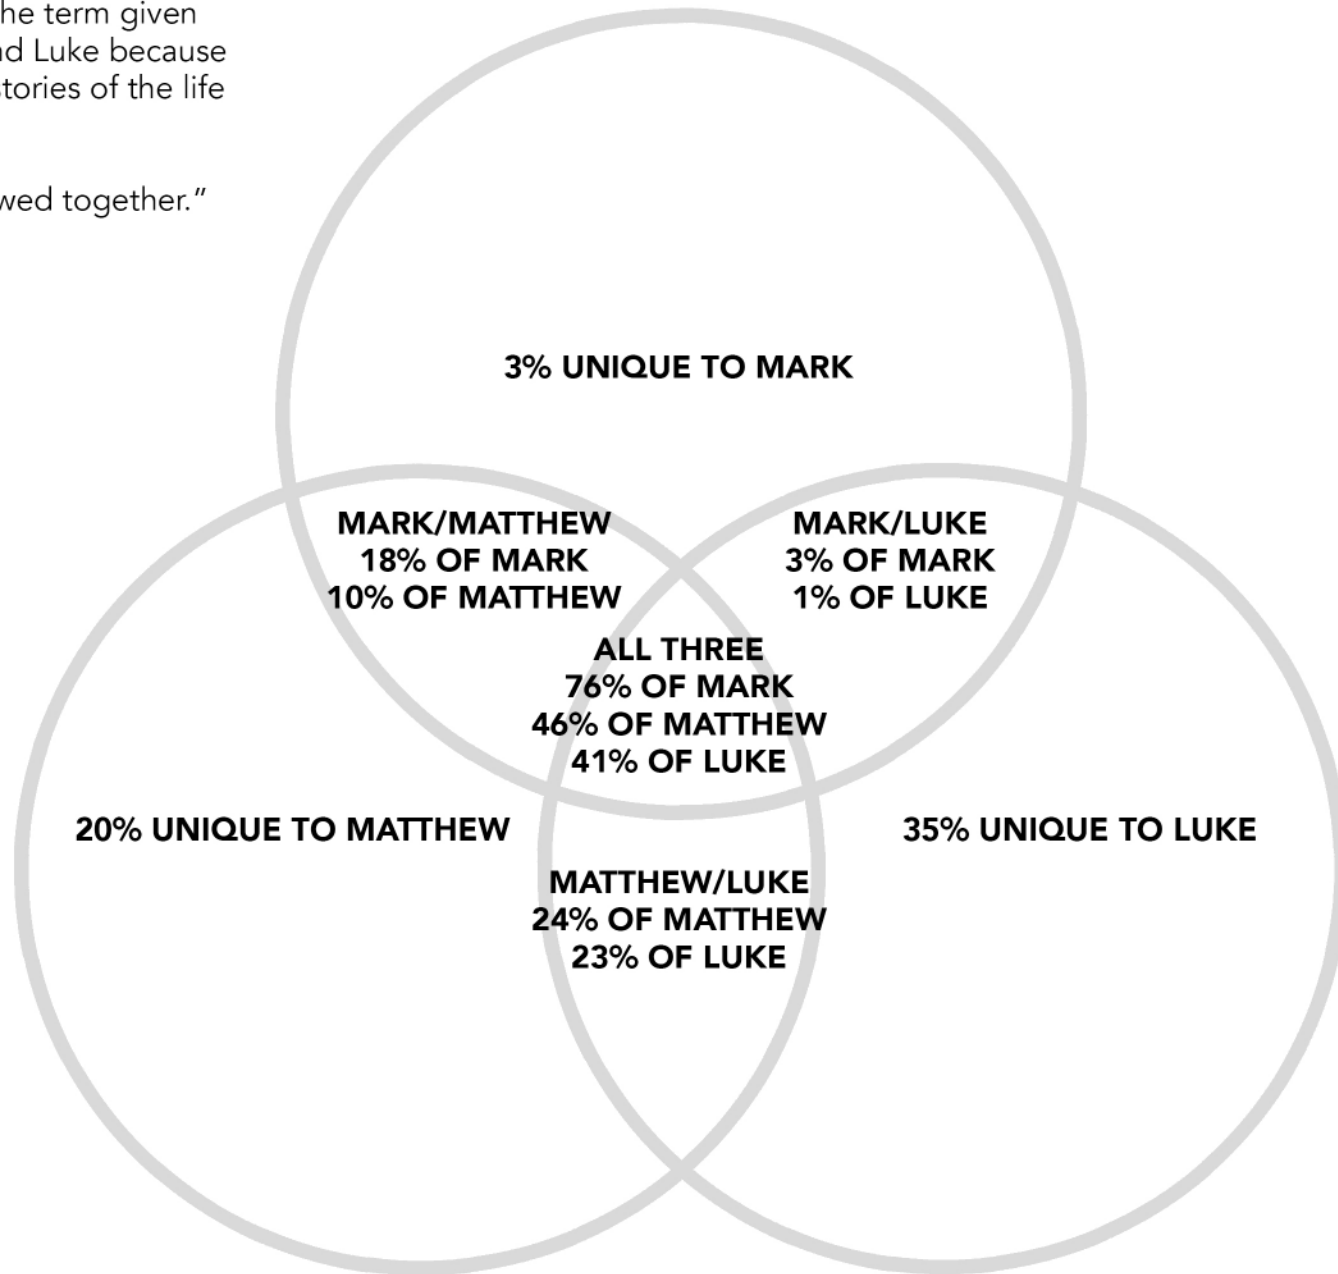 he term given
nd Luke because
tories of the life
wed together.”
3% UNIQUE TO MARK
MARK/MATTHEW
18% OF MARK
10% OF MATTHEW
MARK/LUKE
3% OF MARK
1% OF LUKE
ALL THREE
76% OF MARK
46% OF MATTHEW
41% OF LUKE
20% UNIQUE TO MATTHEW
35% UNIQUE TO LUKE
MATTHEW/LUKE
24% OF MATTHEW
23% OF LUKE